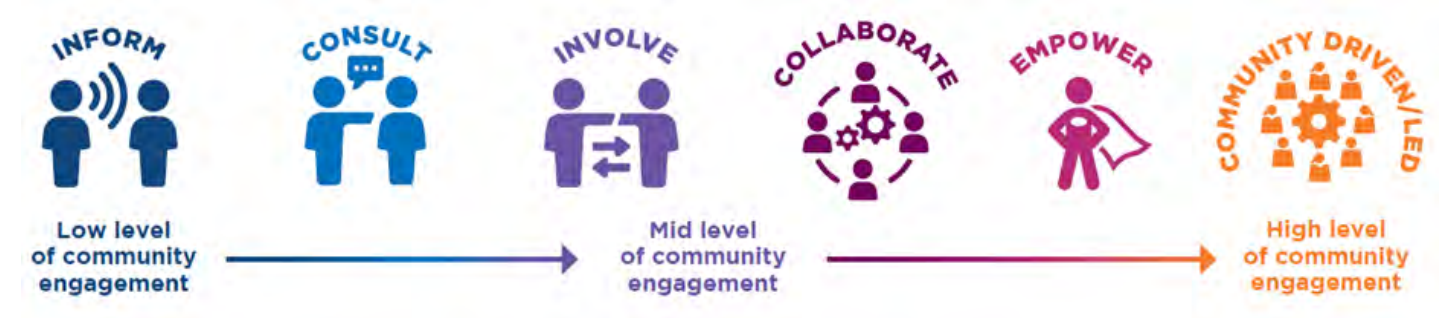 INFORM
CONSULT
INVOLVE
COLLABORATE
EMPOWER
COMMUNITY DRIVEN/LED
Low level
of community
engagement
Mid level
of community
engagement
High level
of community
engagement